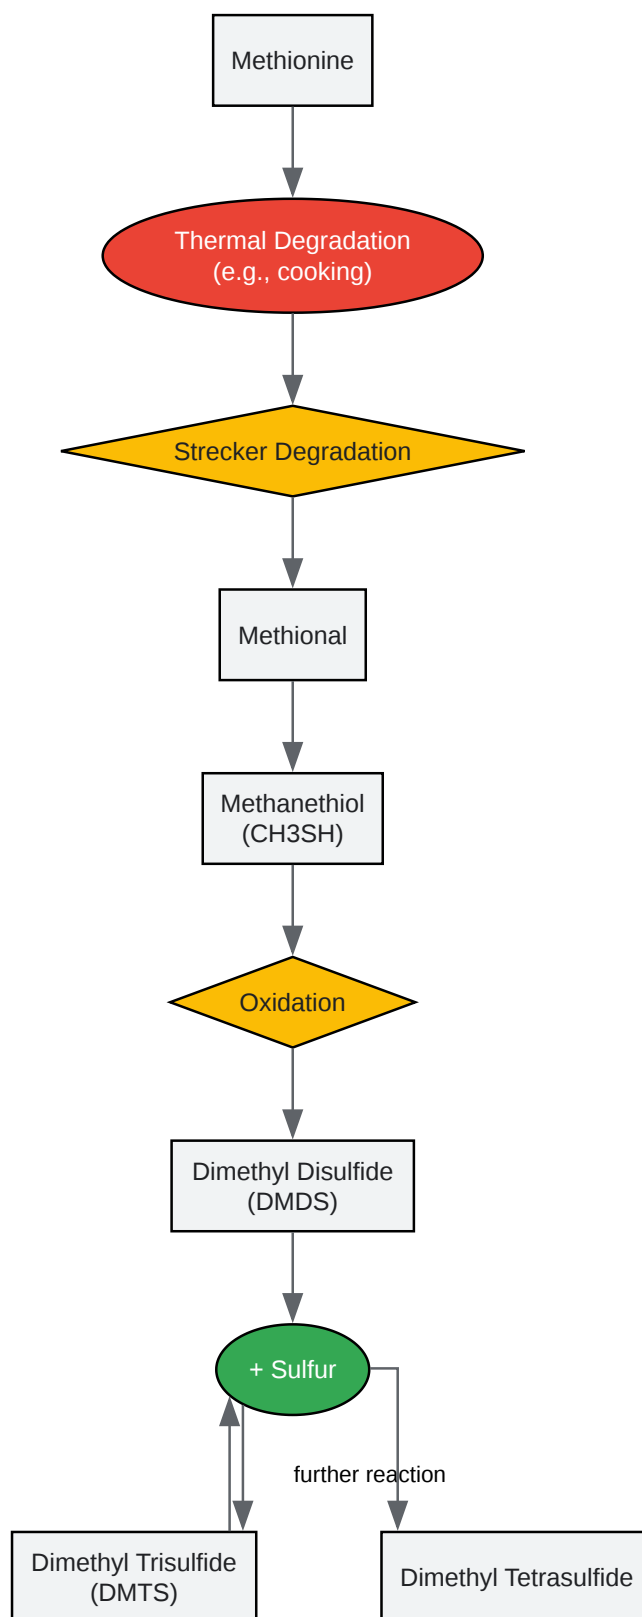 Methionine
Thermal Degradation
(e.g., cooking)
Strecker Degradation
Methional
Methanethiol
(CH3SH)
Oxidation
Dimethyl Disulfide
(DMDS)
+ Sulfur
further reaction
Dimethyl Trisulfide
(DMTS)
Dimethyl Tetrasulfide